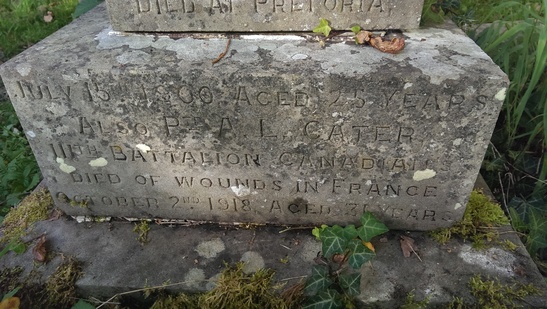 DIED AT PRETORIA,
JULY 15TH 1900 AGED 25 YEARS
ALSO PTE A. L. CATER
11TH BATTALION CANADIANS
DIED OF WOUNDS IN FRANCE
OCTOBER 2ND 1918, AGED YEARS.